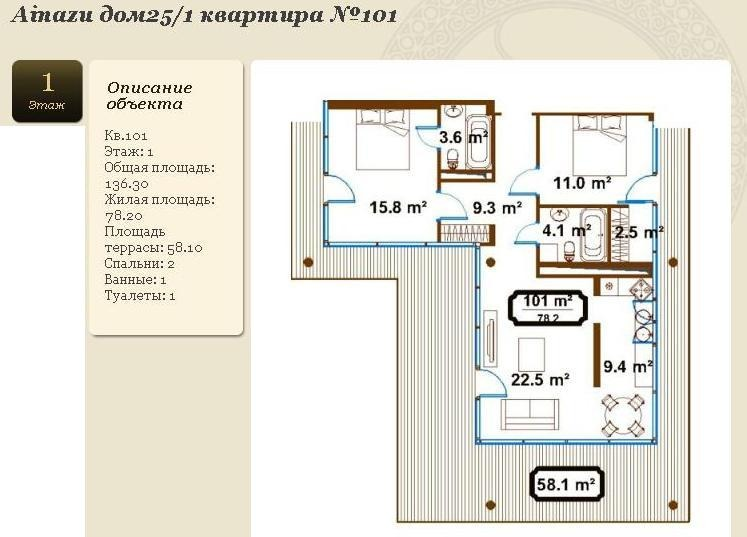 Ainazu дом25/1 квартира №101
1
Этаж
Описание
объекта
Кв.101
Этаж: 1
Общая площадь:
136.30
Жилая площадь:
78.20
Площадь
террасы: 58.10
Спальни: 2
Ванные: 1
Туалеты: 1
3.6 m²
11.0 m²
15.8 m²
9.3 m²
4.1 m²
2.5 m²
101 m²
78.2
9.4 m²
22.5 m²
58.1 m²